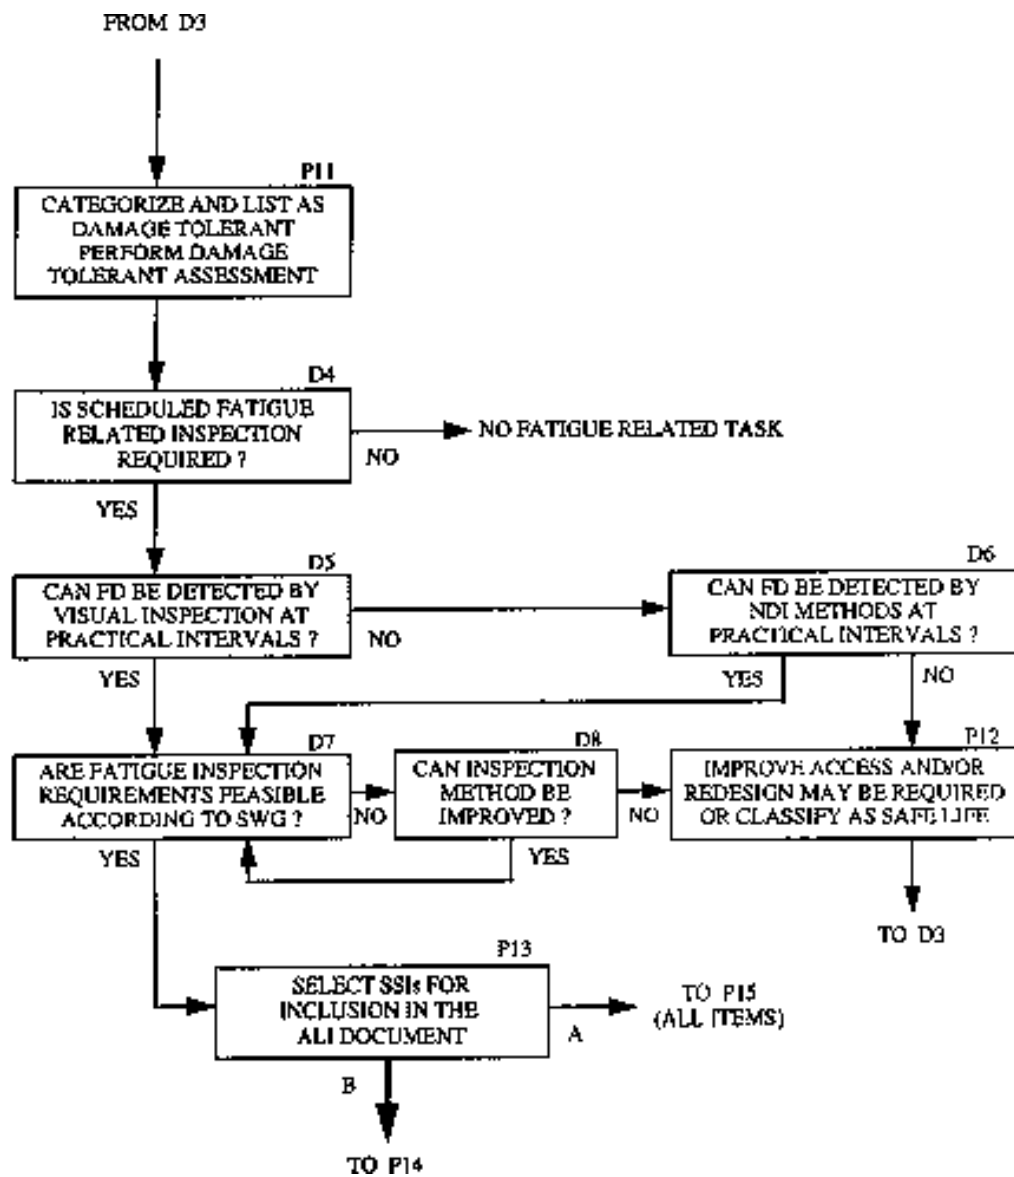 FROM D3
P11
CATEGORIZE AND LIST AS
DAMAGE TOLERANT
PERFORM DAMAGE
TOLERANT ASSESSMENT
D4
IS SCHEDULED FATIGUE
RELATED INSPECTION
REQUIRED ?
NO FATIGUE RELATED TASK
NO
YES
D5
CAN FD BE DETECTED BY
VISUAL INSPECTION AT
PRACTICAL INTERVALS ?
NO
YES
D6
CAN FD BE DETECTED BY
NDI METHODS AT
PRACTICAL INTERVALS ?
YES
NO
D7
ARE FATIGUE INSPECTION
REQUIREMENTS FEASIBLE
ACCORDING TO SWG ?
NO
YES
D8
CAN INSPECTION
METHOD BE
IMPROVED ?
NO
YES
P12
IMPROVE ACCESS AND/OR
REDESIGN MAY BE REQUIRED
OR CLASSIFY AS SAFE LIFE
TO D3
P13
SELECT SSIs FOR
INCLUSION IN THE
ALI DOCUMENT
A
TO P15
(ALL ITEMS)
B
TO P14